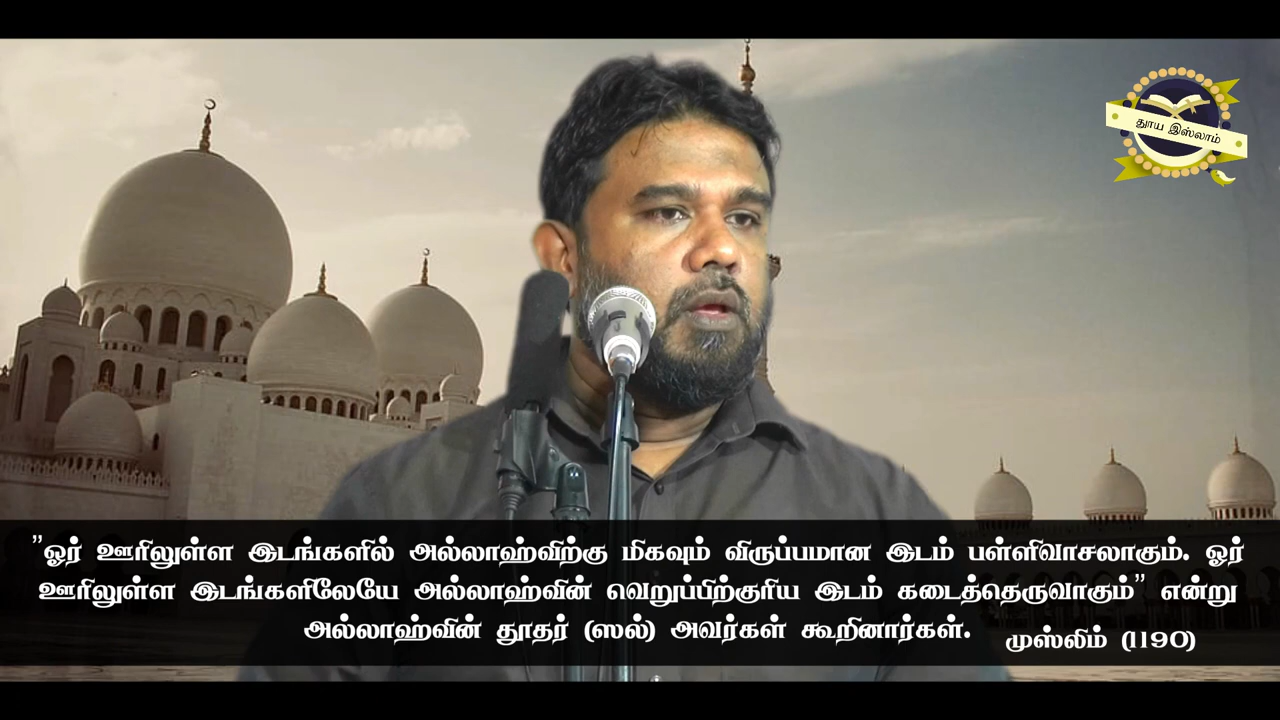 தூய இஸ்லாம்
"ஓர் ஊரிலுள்ள இடங்களில் அல்லாஹ்விற்கு மிகவும் விருப்பமான இடம் பள்ளிவாசலாகும். ஓர்
ஊரிலுள்ள இடங்களிலேயே அல்லாஹ்வின் வெறுப்பிற்குரிய இடம் கடைத்தெருவாகும்" என்று
அல்லாஹ்வின் தூதர் (ஸல்) அவர்கள் கூறினார்கள்.
முஸ்லிம் (1190)